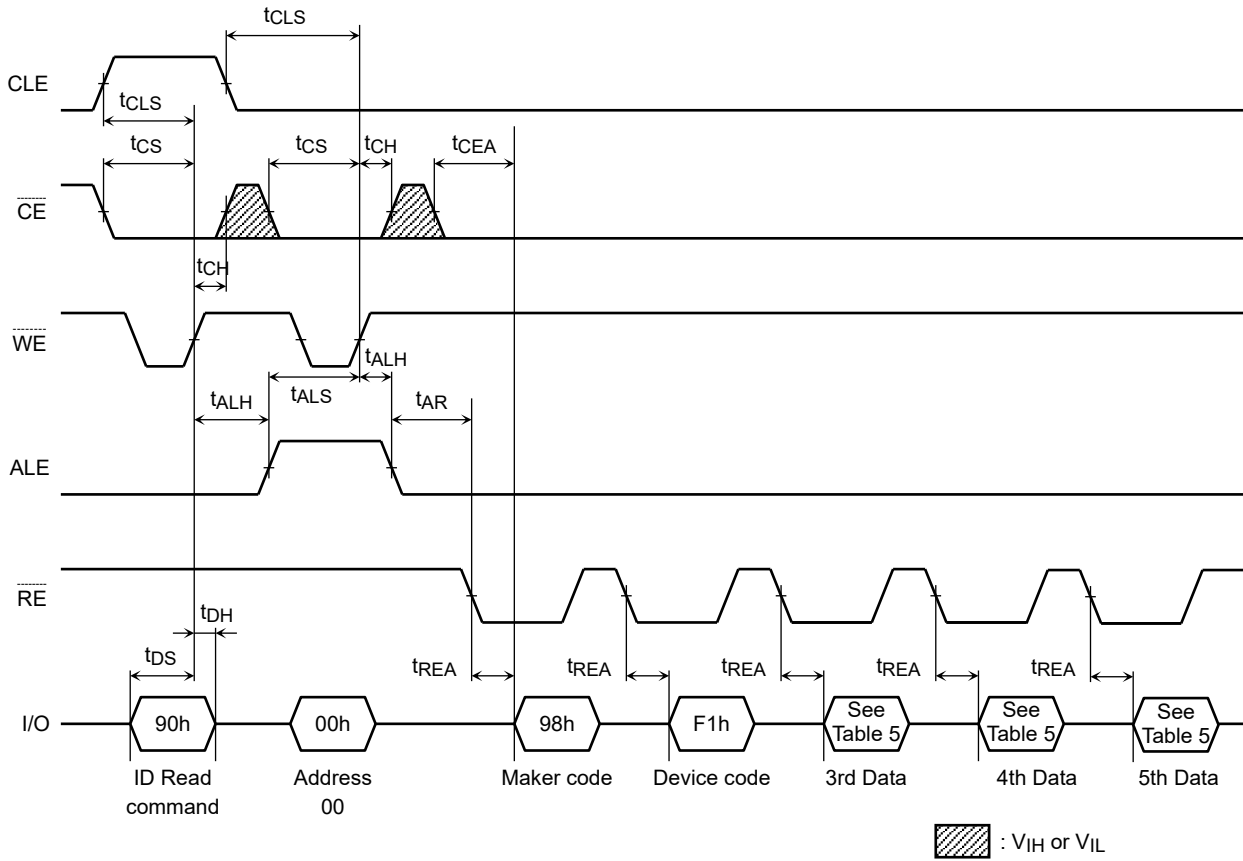 tCLS
CLE
tCLS
tCS tCS tCH tCEA
CE
tCH
WE
tALH
tALH tALS tAR
ALE
RE
tDH
tDS tREA tREA tREA tREA tREA
I/O 90h 00h 98h F1h See Table 5 See Table 5 See Table 5
ID Read command Address 00 Maker code Device code 3rd Data 4th Data 5th Data
: VIH or VIL